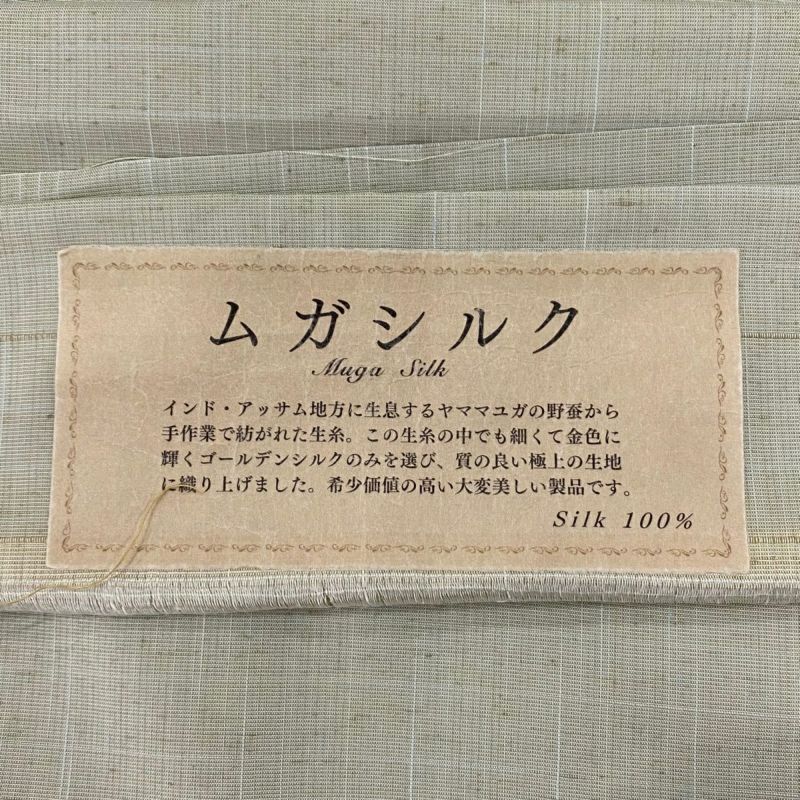 ムガシルク
Muga Silk
インド・アッサム地方に生息するヤママユガの野蚕から
手作業で紡がれた生糸。この生糸の中でも細くて金色に
輝くゴールデンシルクのみを選び、質の良い極上の生地
に織り上げました。希少価値の高い大変美しい製品です。
Silk 100%